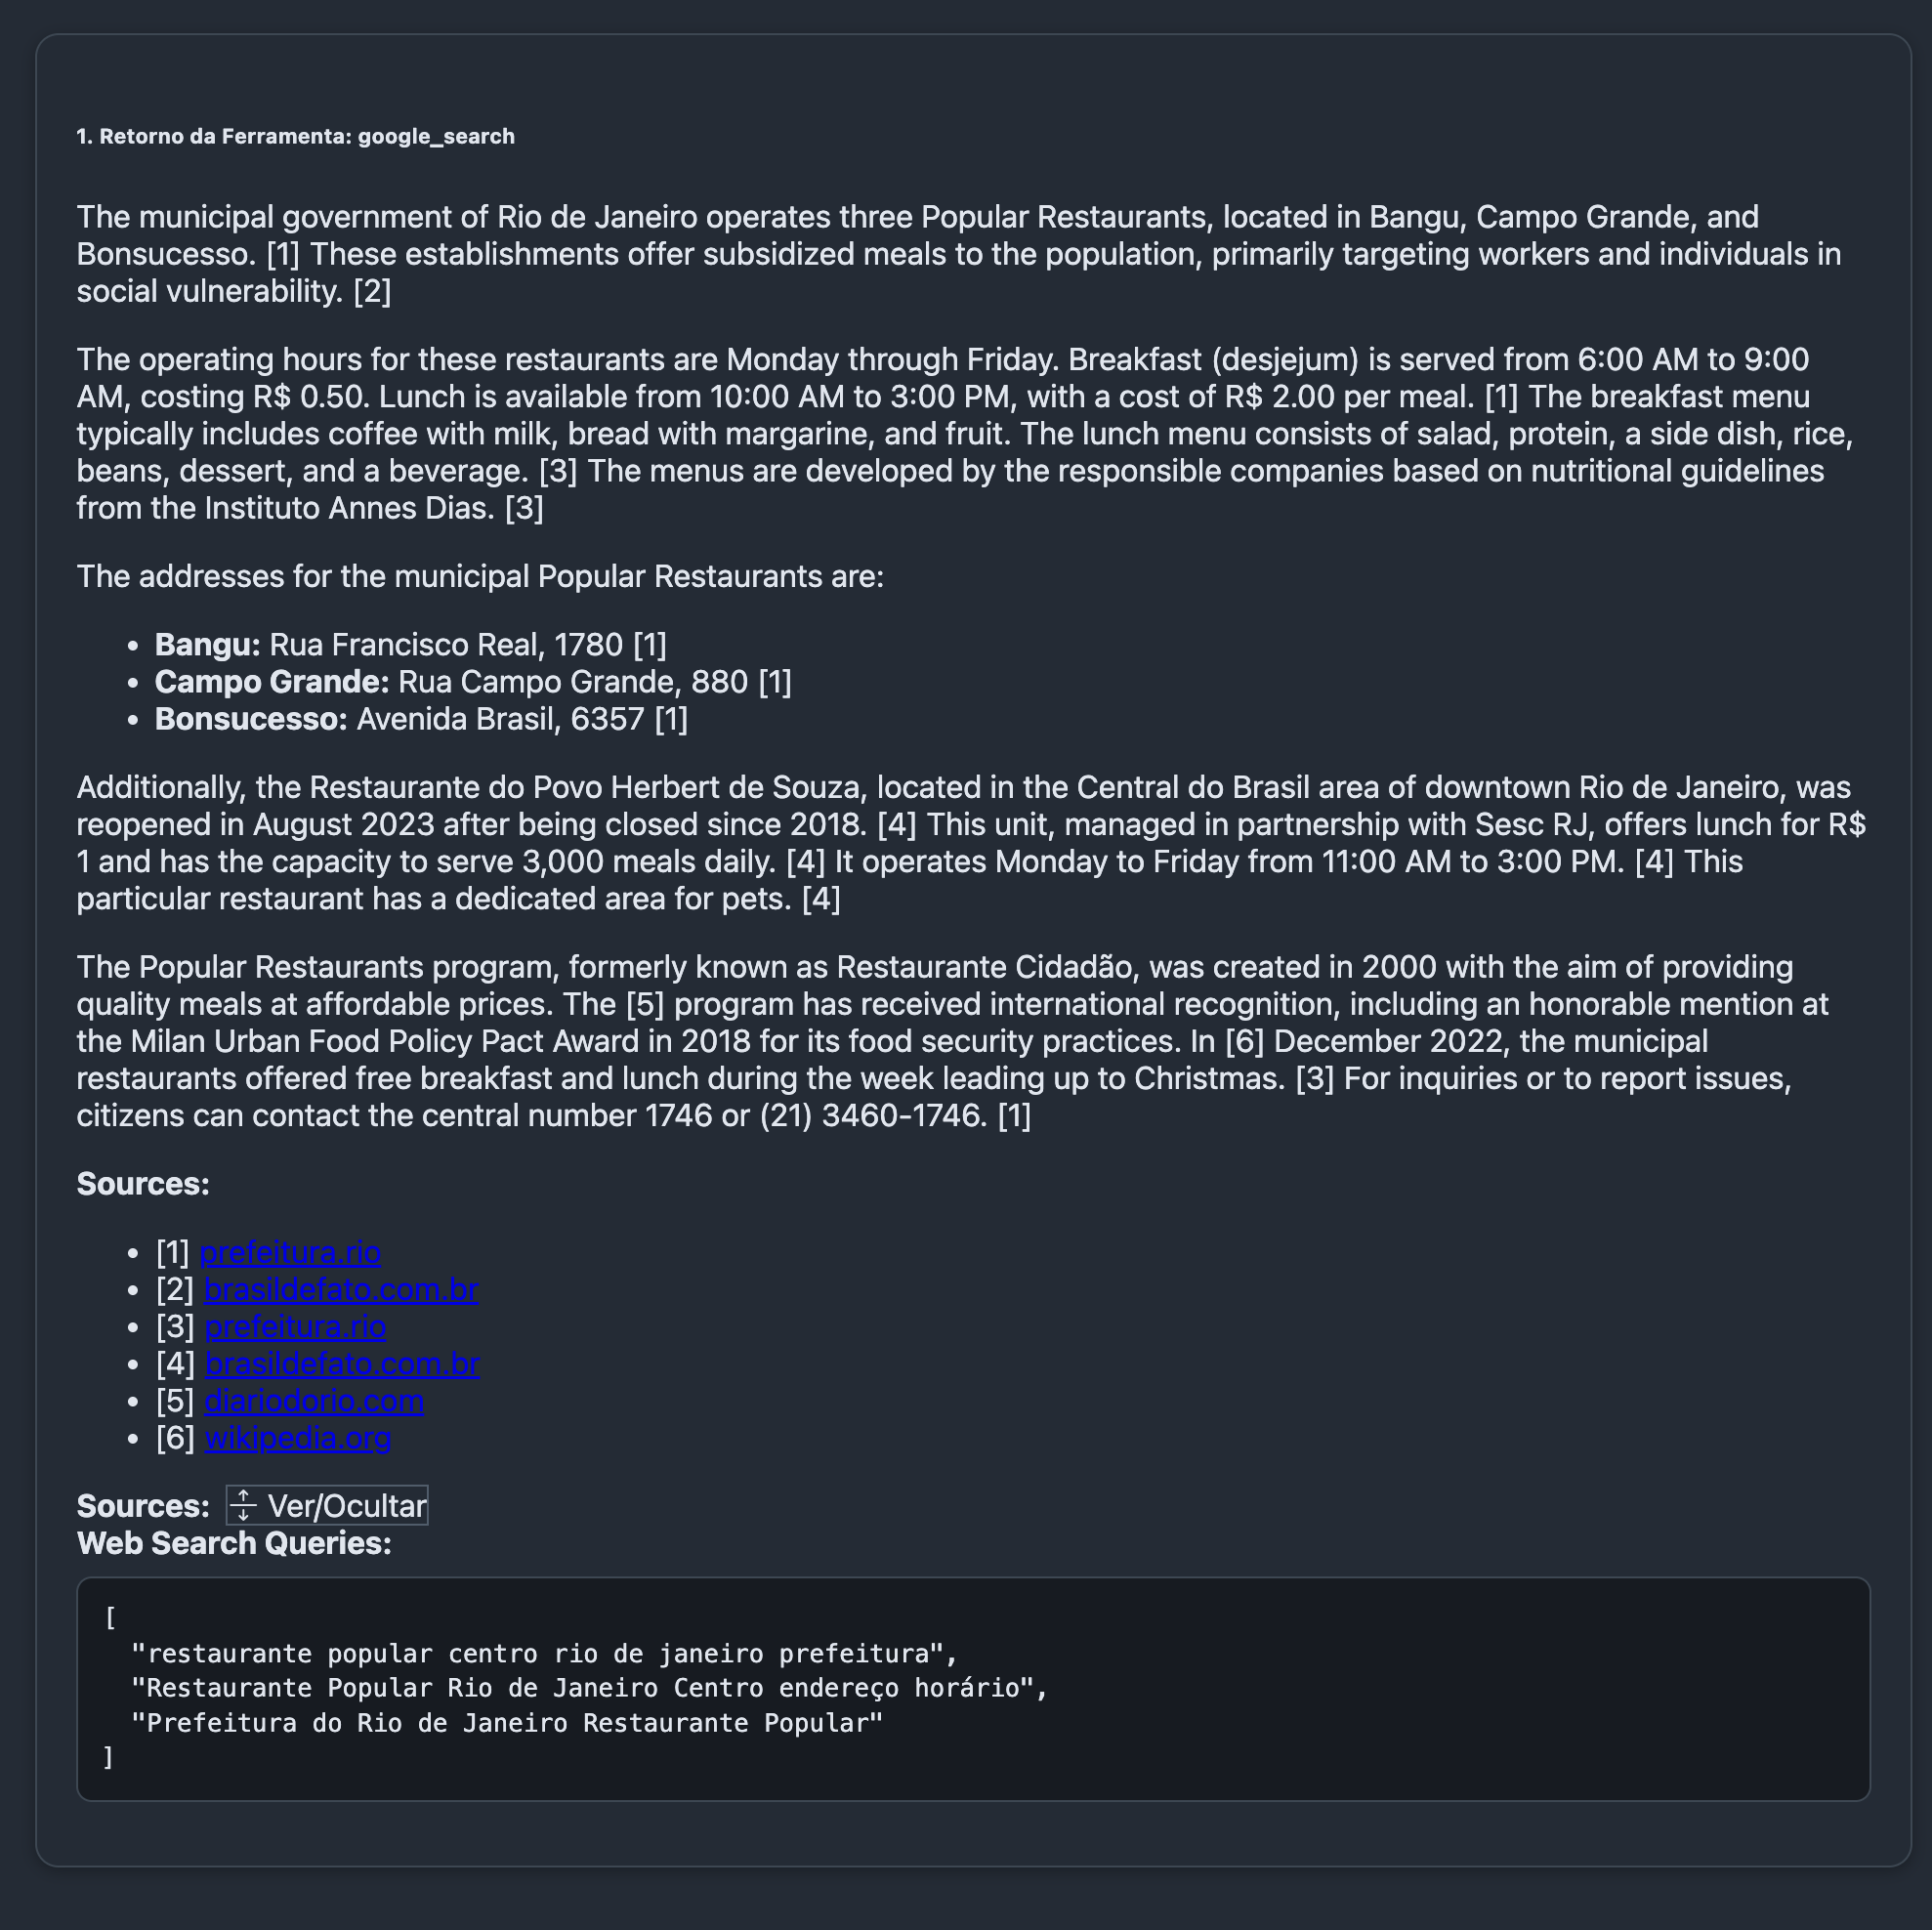 1. Retorno da Ferramenta: google_search
The municipal government of Rio de Janeiro operates three Popular Restaurants, located in Bangu, Campo Grande, and
Bonsucesso. [1] These establishments offer subsidized meals to the population, primarily targeting workers and individuals in
social vulnerability. [2]
The operating hours for these restaurants are Monday through Friday. Breakfast (desjejum) is served from 6:00 AM to 9:00
AM, costing R$ 0.50. Lunch is available from 10:00 AM to 3:00 PM, with a cost of R$ 2.00 per meal. [1] The breakfast menu
typically includes coffee with milk, bread with margarine, and fruit. The lunch menu consists of salad, protein, a side dish, rice,
beans, dessert, and a beverage. [3] The menus are developed by the responsible companies based on nutritional guidelines
from the Instituto Annes Dias. [3]
The addresses for the municipal Popular Restaurants are:
• Bangu: Rua Francisco Real, 1780 [1]
• Campo Grande: Rua Campo Grande, 880 [1]
• Bonsucesso: Avenida Brasil, 6357 [1]
Additionally, the Restaurante do Povo Herbert de Souza, located in the Central do Brasil area of downtown Rio de Janeiro, was
reopened in August 2023 after being closed since 2018. [4] This unit, managed in partnership with Sesc RJ, offers lunch for R$
1 and has the capacity to serve 3,000 meals daily. [4] It operates Monday to Friday from 11:00 AM to 3:00 PM. [4] This
particular restaurant has a dedicated area for pets. [4]
The Popular Restaurants program, formerly known as Restaurante Cidadão, was created in 2000 with the aim of providing
quality meals at affordable prices. The [5] program has received international recognition, including an honorable mention at
the Milan Urban Food Policy Pact Award in 2018 for its food security practices. In [6] December 2022, the municipal
restaurants offered free breakfast and lunch during the week leading up to Christmas. [3] For inquiries or to report issues,
citizens can contact the central number 1746 or (21) 3460-1746. [1]
Sources:
• [1] prefeitura.rio
• [2] brasildefato.com.br
• [3] prefeitura.rio
• [4] brasildefato.com.br
• [5] diariodorio.com
• [6] wikipedia.org
Sources: Ver/Ocultar
Web Search Queries:
[
"restaurante popular centro rio de janeiro prefeitura",
"Restaurante Popular Rio de Janeiro Centro endereço horário",
"Prefeitura do Rio de Janeiro Restaurante Popular"
]